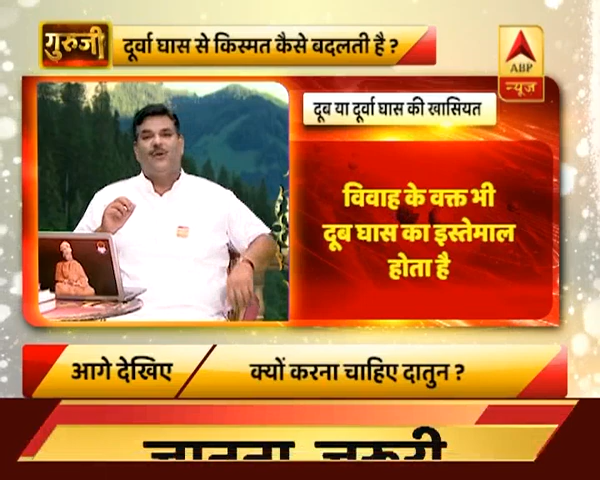 गुरुजी
दूर्वा घास से किस्मत कैसे बदलती है ?
ABP
न्यूज़
दूब या दूर्वा घास की खासियत
विवाह के वक्त भी
दूब घास का इस्तेमाल
होता है
आगे देखिए
क्यों करना चाहिए दातुन ?